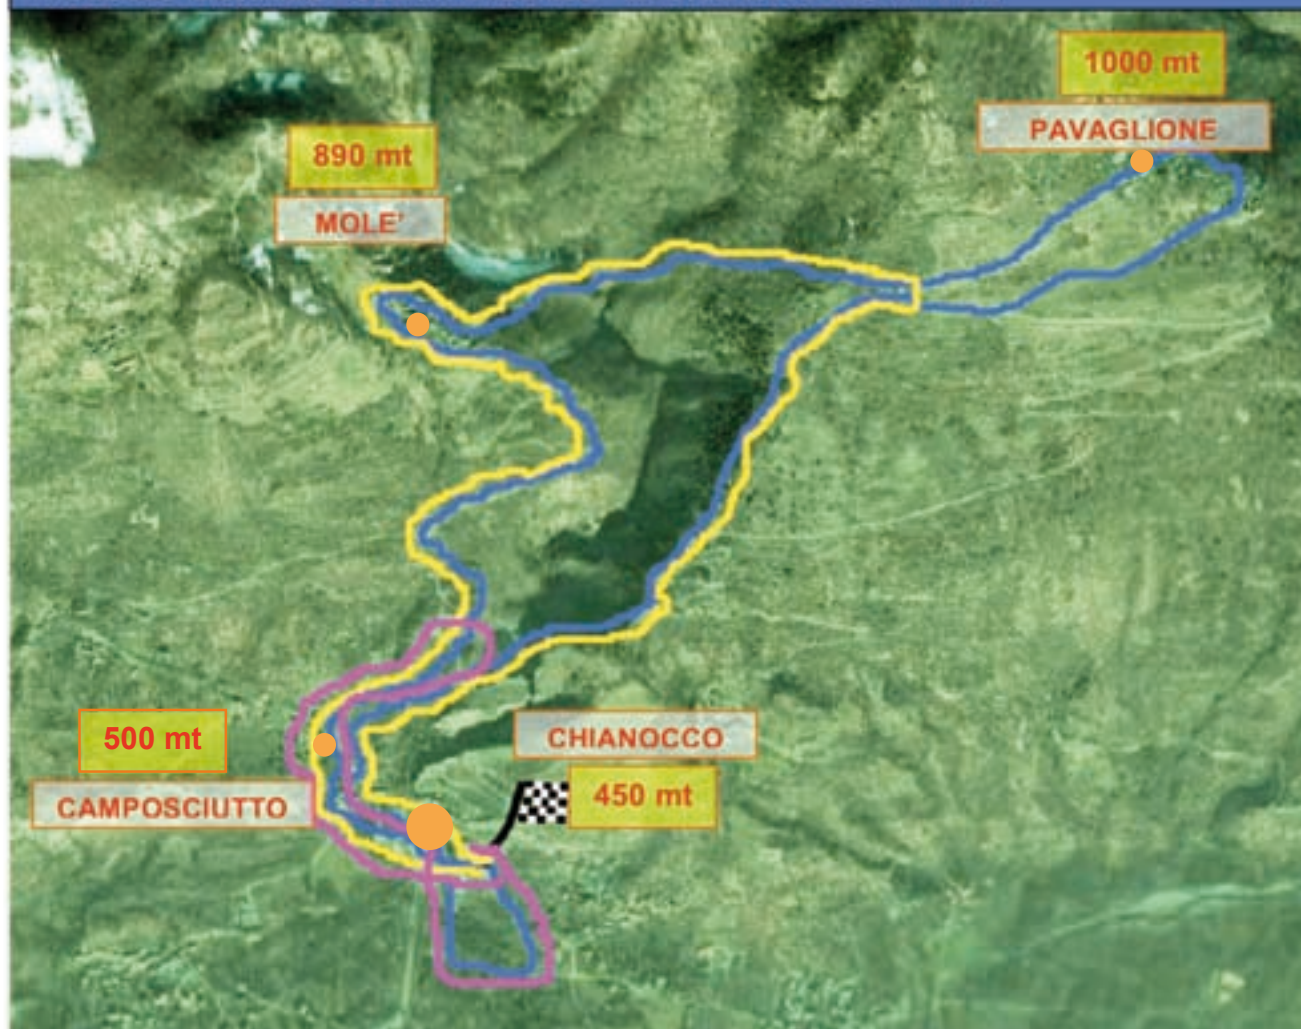 1000 mt
PAVAGLIONE
890 mt
MOLE'
500 mt
CAMPOSCIUTTO
CHIANOCCO
450 mt